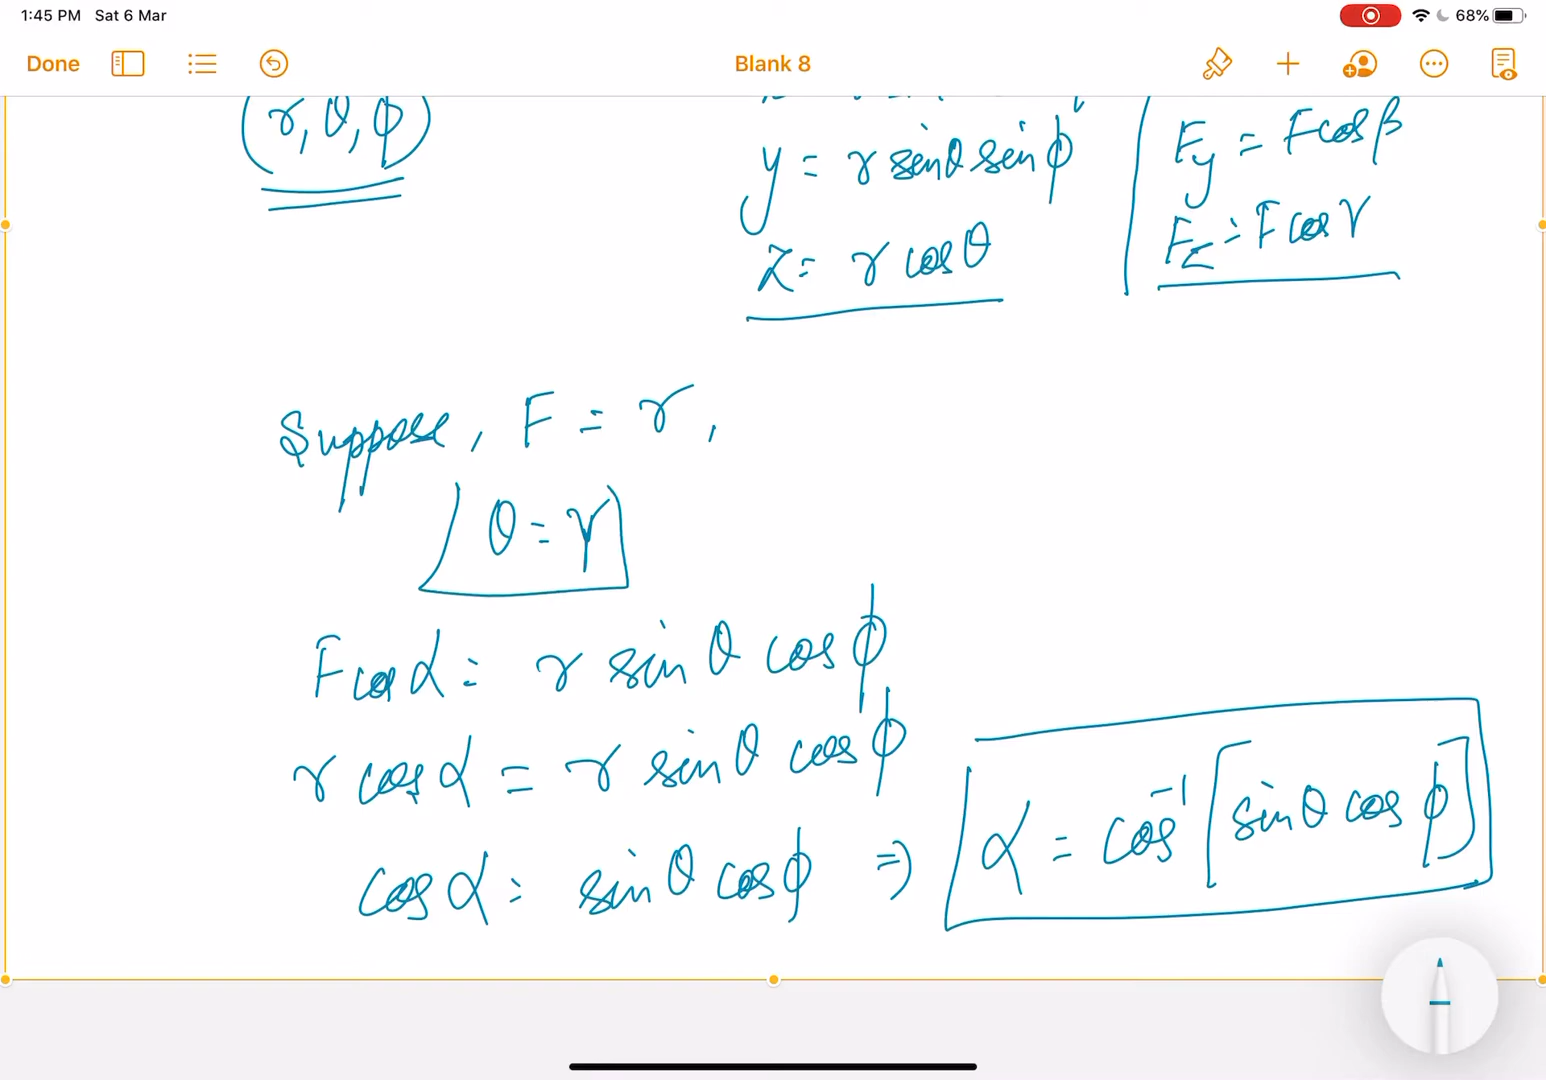 1:45 PM Sat 6 Mar 68%
Done Blank 8
(r, θ, ϕ)
y = r sinθ sin ϕ
z = r cos θ
Fy = F cos β
Fz = F cos γ
Suppose, F = r,
θ = γ
F cos α = r sin θ cos ϕ
r cos α = r sin θ cos ϕ
cos α = sin θ cos ϕ ⇒ α = cos⁻¹ [sin θ cos ϕ]